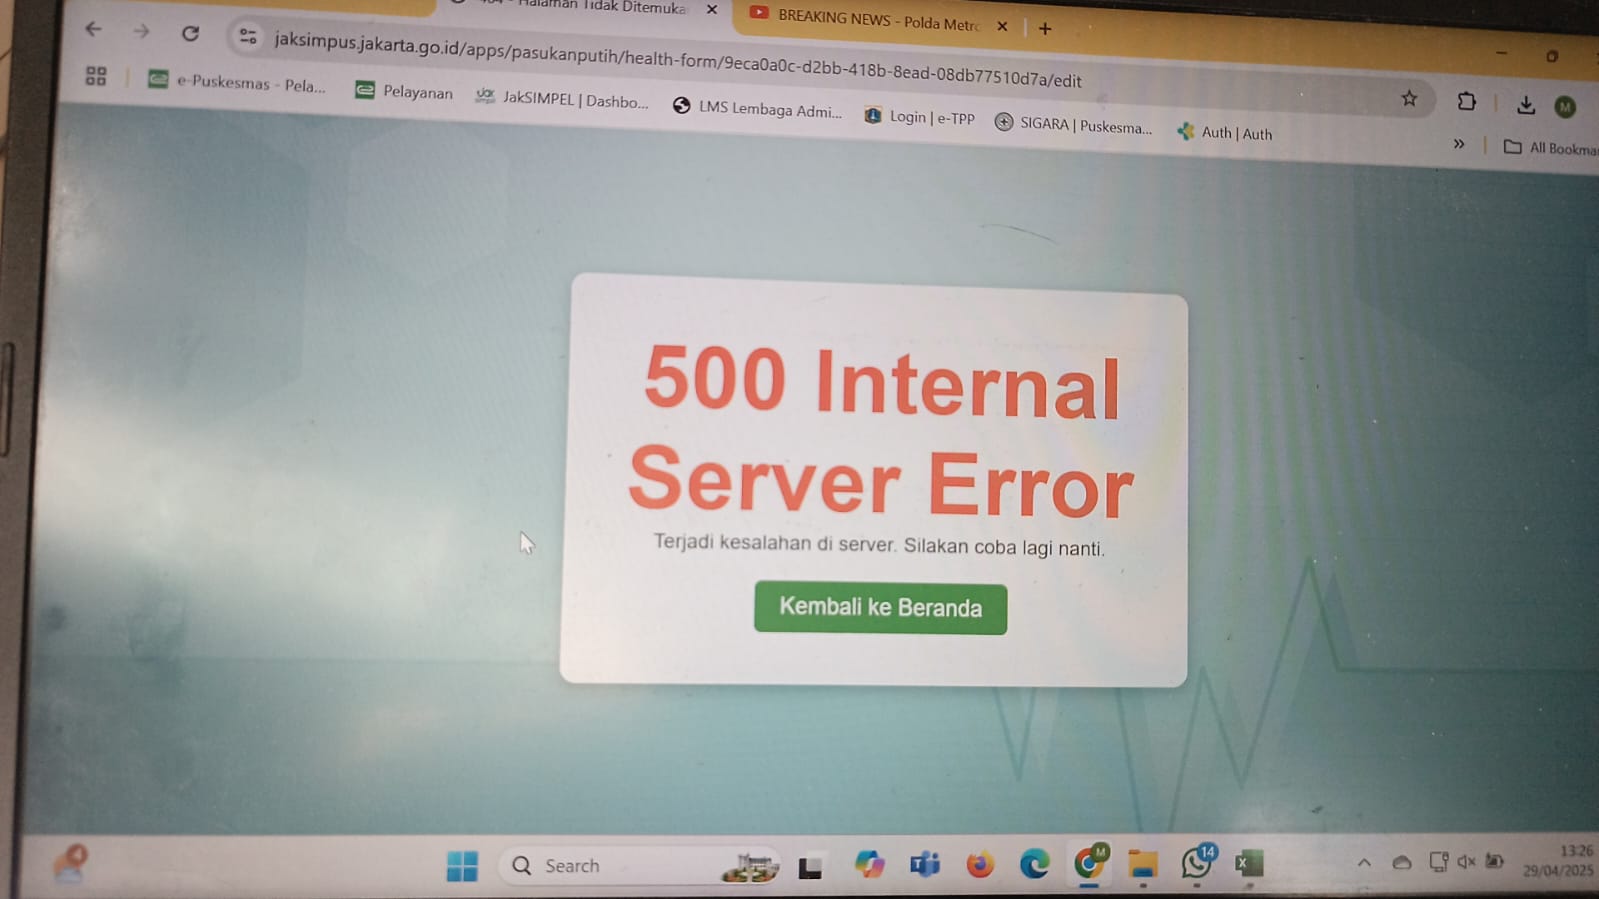 404 - Halaman Tidak Ditemuka
BREAKING NEWS - Polda Metro
jaksimpus.jakarta.go.id/apps/pasukanputih/health-form/9eca0a0c-d2bb-418b-8ead-08db77510d7a/edit
M
e-Puskesmas - Pela...
Pelayanan
JakSIMPEL | Dashbo...
LMS Lembaga Admi...
Login | e-TPP
SIGARA | Puskesma...
Auth | Auth
All Bookma
500 Internal
Server Error
Terjadi kesalahan di server. Silakan coba lagi nanti.
Kembali ke Beranda
4
Search
M
14
13:26
29/04/2025